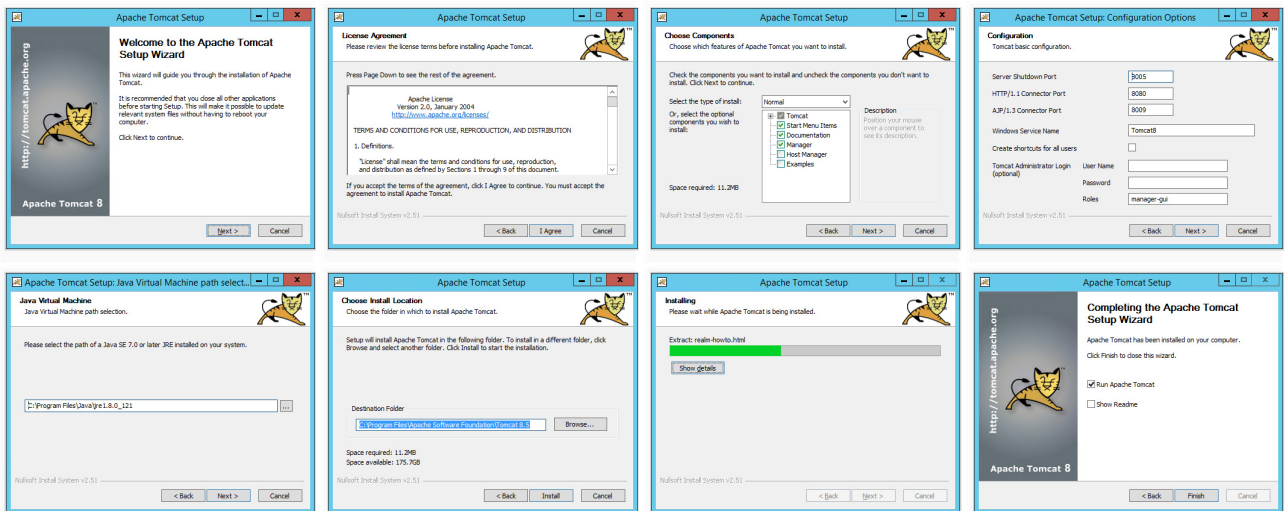 Apache Tomcat Setup
http://tomcat.apache.org
Apache Tomcat 8
Welcome to the Apache Tomcat
Setup Wizard
This wizard will guide you through the installation of Apache
Tomcat.
It is recommended that you close all other applications
before starting Setup. This will make it possible to update
relevant system files without having to reboot your
computer.
Click Next to continue.
Next >
Cancel
Apache Tomcat Setup
License Agreement
Please review the license terms before installing Apache Tomcat.
TM
Press Page Down to see the rest of the agreement.
Apache License
Version 2.0, January 2004
http://www.apache.org/licenses/
TERMS AND CONDITIONS FOR USE, REPRODUCTION, AND DISTRIBUTION
1. Definitions.
"License" shall mean the terms and conditions for use, reproduction,
and distribution as defined by Sections 1 through 9 of this document.
If you accept the terms of the agreement, click I Agree to continue. You must accept the
agreement to install Apache Tomcat.
Nullsoft Install System v2.51
< Back
I Agree
Cancel
Apache Tomcat Setup
Choose Components
Choose which features of Apache Tomcat you want to install.
TM
Check the components you want to install and uncheck the components you don't want to
install. Click Next to continue.
Select the type of install:
Normal
Or, select the optional
components you wish to
install:
Tomcat
Start Menu Items
Documentation
Manager
Host Manager
Examples
Description
Position your mouse
over a component to
see its description.
Space required: 11.2MB
Nullsoft Install System v2.51
< Back
Next >
Cancel
Apache Tomcat Setup: Configuration Options
Configuration
Tomcat basic configuration.
TM
Server Shutdown Port
8005
HTTP/1.1 Connector Port
8080
AJP/1.3 Connector Port
8009
Windows Service Name
Tomcat8
Create shortcuts for all users
Tomcat Administrator Login
(optional)
User Name
Password
Roles
manager-gui
Nullsoft Install System v2.51
< Back
Next >
Cancel
Apache Tomcat Setup: Java Virtual Machine path select...
Java Virtual Machine
Java Virtual Machine path selection.
TM
Please select the path of a Java SE 7.0 or later JRE installed on your system.
C:\Program Files\Java\jre1.8.0_121
...
Nullsoft Install System v2.51
< Back
Next >
Cancel
Apache Tomcat Setup
Choose Install Location
Choose the folder in which to install Apache Tomcat.
TM
Setup will install Apache Tomcat in the following folder. To install in a different folder, click
Browse and select another folder. Click Install to start the installation.
Destination Folder
C:\Program Files\Apache Software Foundation\Tomcat 8.5
Browse...
Space required: 11.2MB
Space available: 175.7GB
Nullsoft Install System v2.51
< Back
Install
Cancel
Apache Tomcat Setup
Installing
Please wait while Apache Tomcat is being installed.
TM
Extract: realm-howto.html
Show details
Nullsoft Install System v2.51
< Back
Next >
Cancel
Apache Tomcat Setup
http://tomcat.apache.org
Apache Tomcat 8
Completing the Apache Tomcat
Setup Wizard
Apache Tomcat has been installed on your computer.
Click Finish to close this wizard.
Run Apache Tomcat
Show Readme
< Back
Finish
Cancel